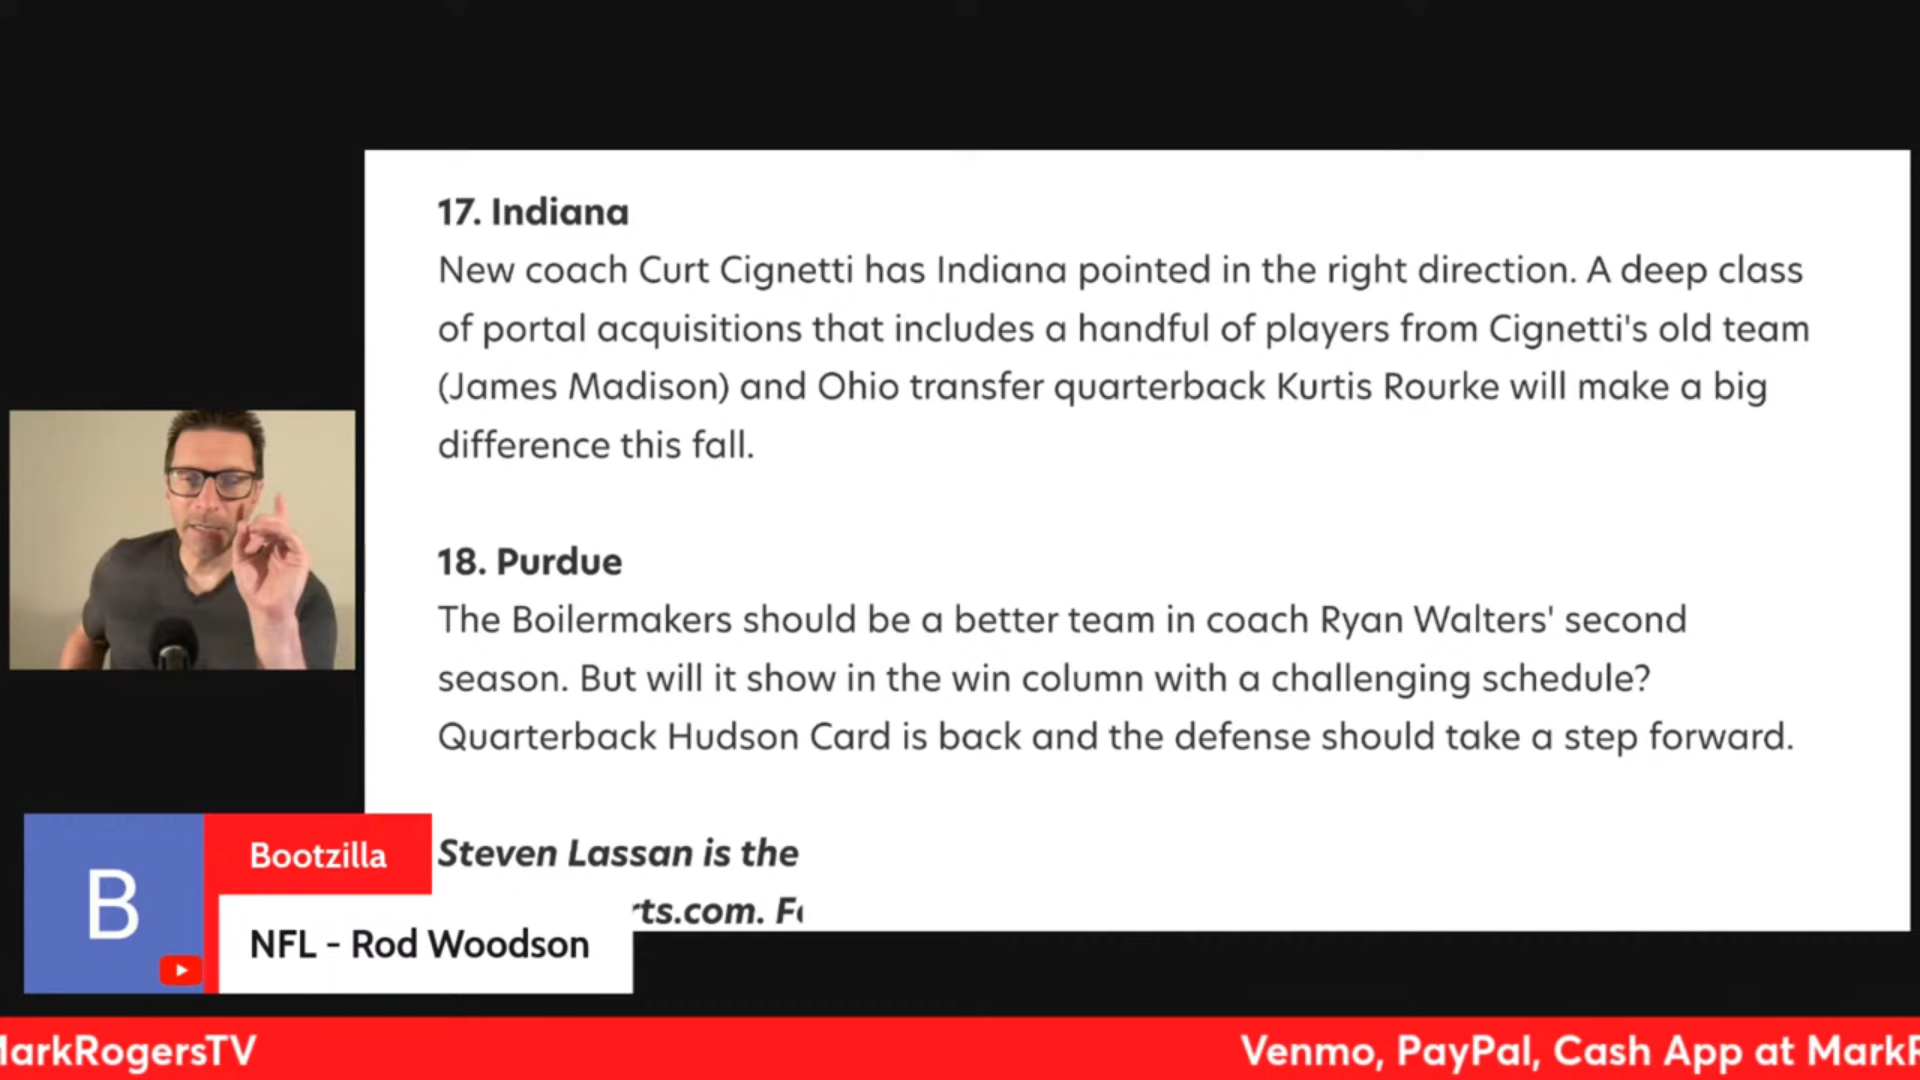 17. Indiana
New coach Curt Cignetti has Indiana pointed in the right direction. A deep class
of portal acquisitions that includes a handful of players from Cignetti's old team
(James Madison) and Ohio transfer quarterback Kurtis Rourke will make a big
difference this fall.
18. Purdue
The Boilermakers should be a better team in coach Ryan Walters' second
season. But will it show in the win column with a challenging schedule?
Quarterback Hudson Card is back and the defense should take a step forward.
Steven Lassan is the
rts.com.
B
Bootzilla
NFL - Rod Woodson
MarkRogersTV
Venmo, PayPal, Cash App at